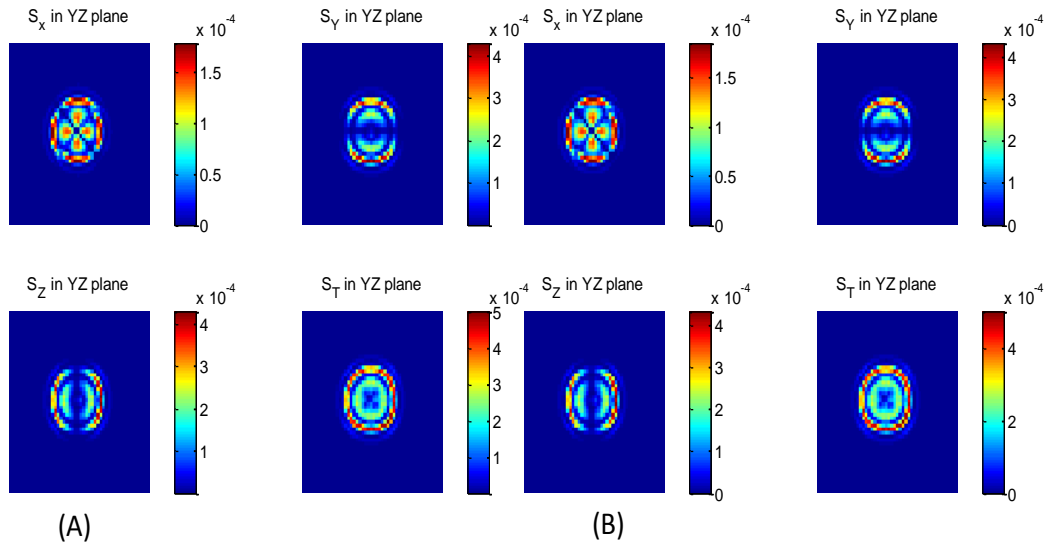 S_X in YZ plane
x 10^-4
1.5
1
0.5
0
S_Y in YZ plane
x 10^-4
4
3
2
1
S_X in YZ plane
x 10^-4
1.5
1
0.5
0
S_Y in YZ plane
x 10^-4
4
3
2
1
0
S_Z in YZ plane
x 10^-4
4
3
2
1
S_T in YZ plane
x 10^-4
5
4
3
2
1
S_Z in YZ plane
x 10^-4
4
3
2
1
0
S_T in YZ plane
x 10^-4
4
2
0
(A)
(B)